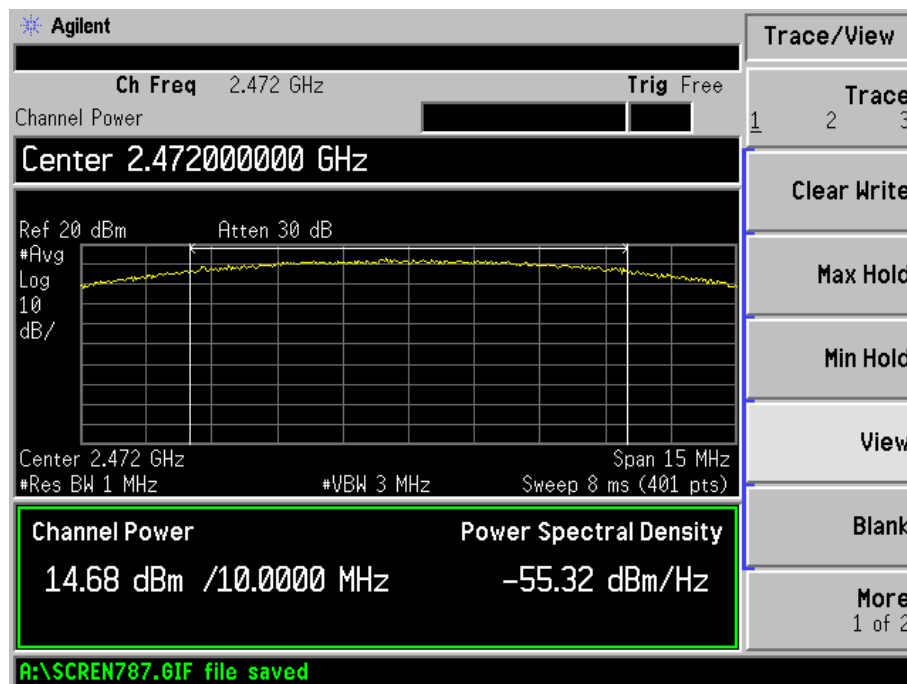 Agilent
Trace/View
Ch Freq 2.472 GHz Trig Free
Channel Power
Trace
1 2 3
Center 2.472000000 GHz
Clear Write
Ref 20 dBm Atten 30 dB
#Avg
Log
10
dB/
Max Hold
Min Hold
View
Center 2.472 GHz Span 15 MHz
#Res BW 1 MHz #VBW 3 MHz Sweep 8 ms (401 pts)
Channel Power Power Spectral Density
14.68 dBm /10.0000 MHz -55.32 dBm/Hz
Blank
More
1 of 2
A:\SCREN787.GIF file saved